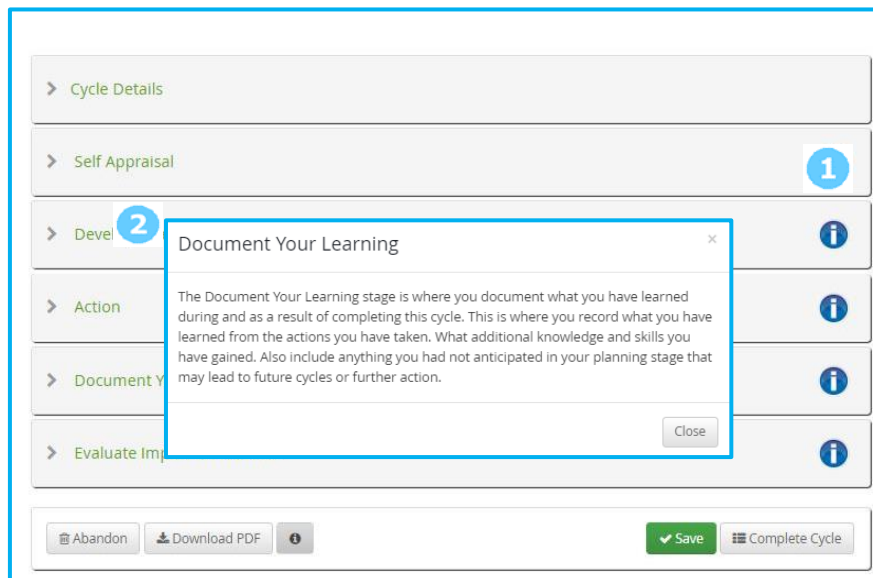 Cycle Details
Self Appraisal
1
Devel
2
Document Your Learning
×
The Document Your Learning stage is where you document what you have learned
during and as a result of completing this cycle. This is where you record what you have
learned from the actions you have taken. What additional knowledge and skills you
have gained. Also include anything you had not anticipated in your planning stage that
may lead to future cycles or further action.
Close
Action
Document Y
Evaluate Imp
Abandon
Download PDF
Save
Complete Cycle